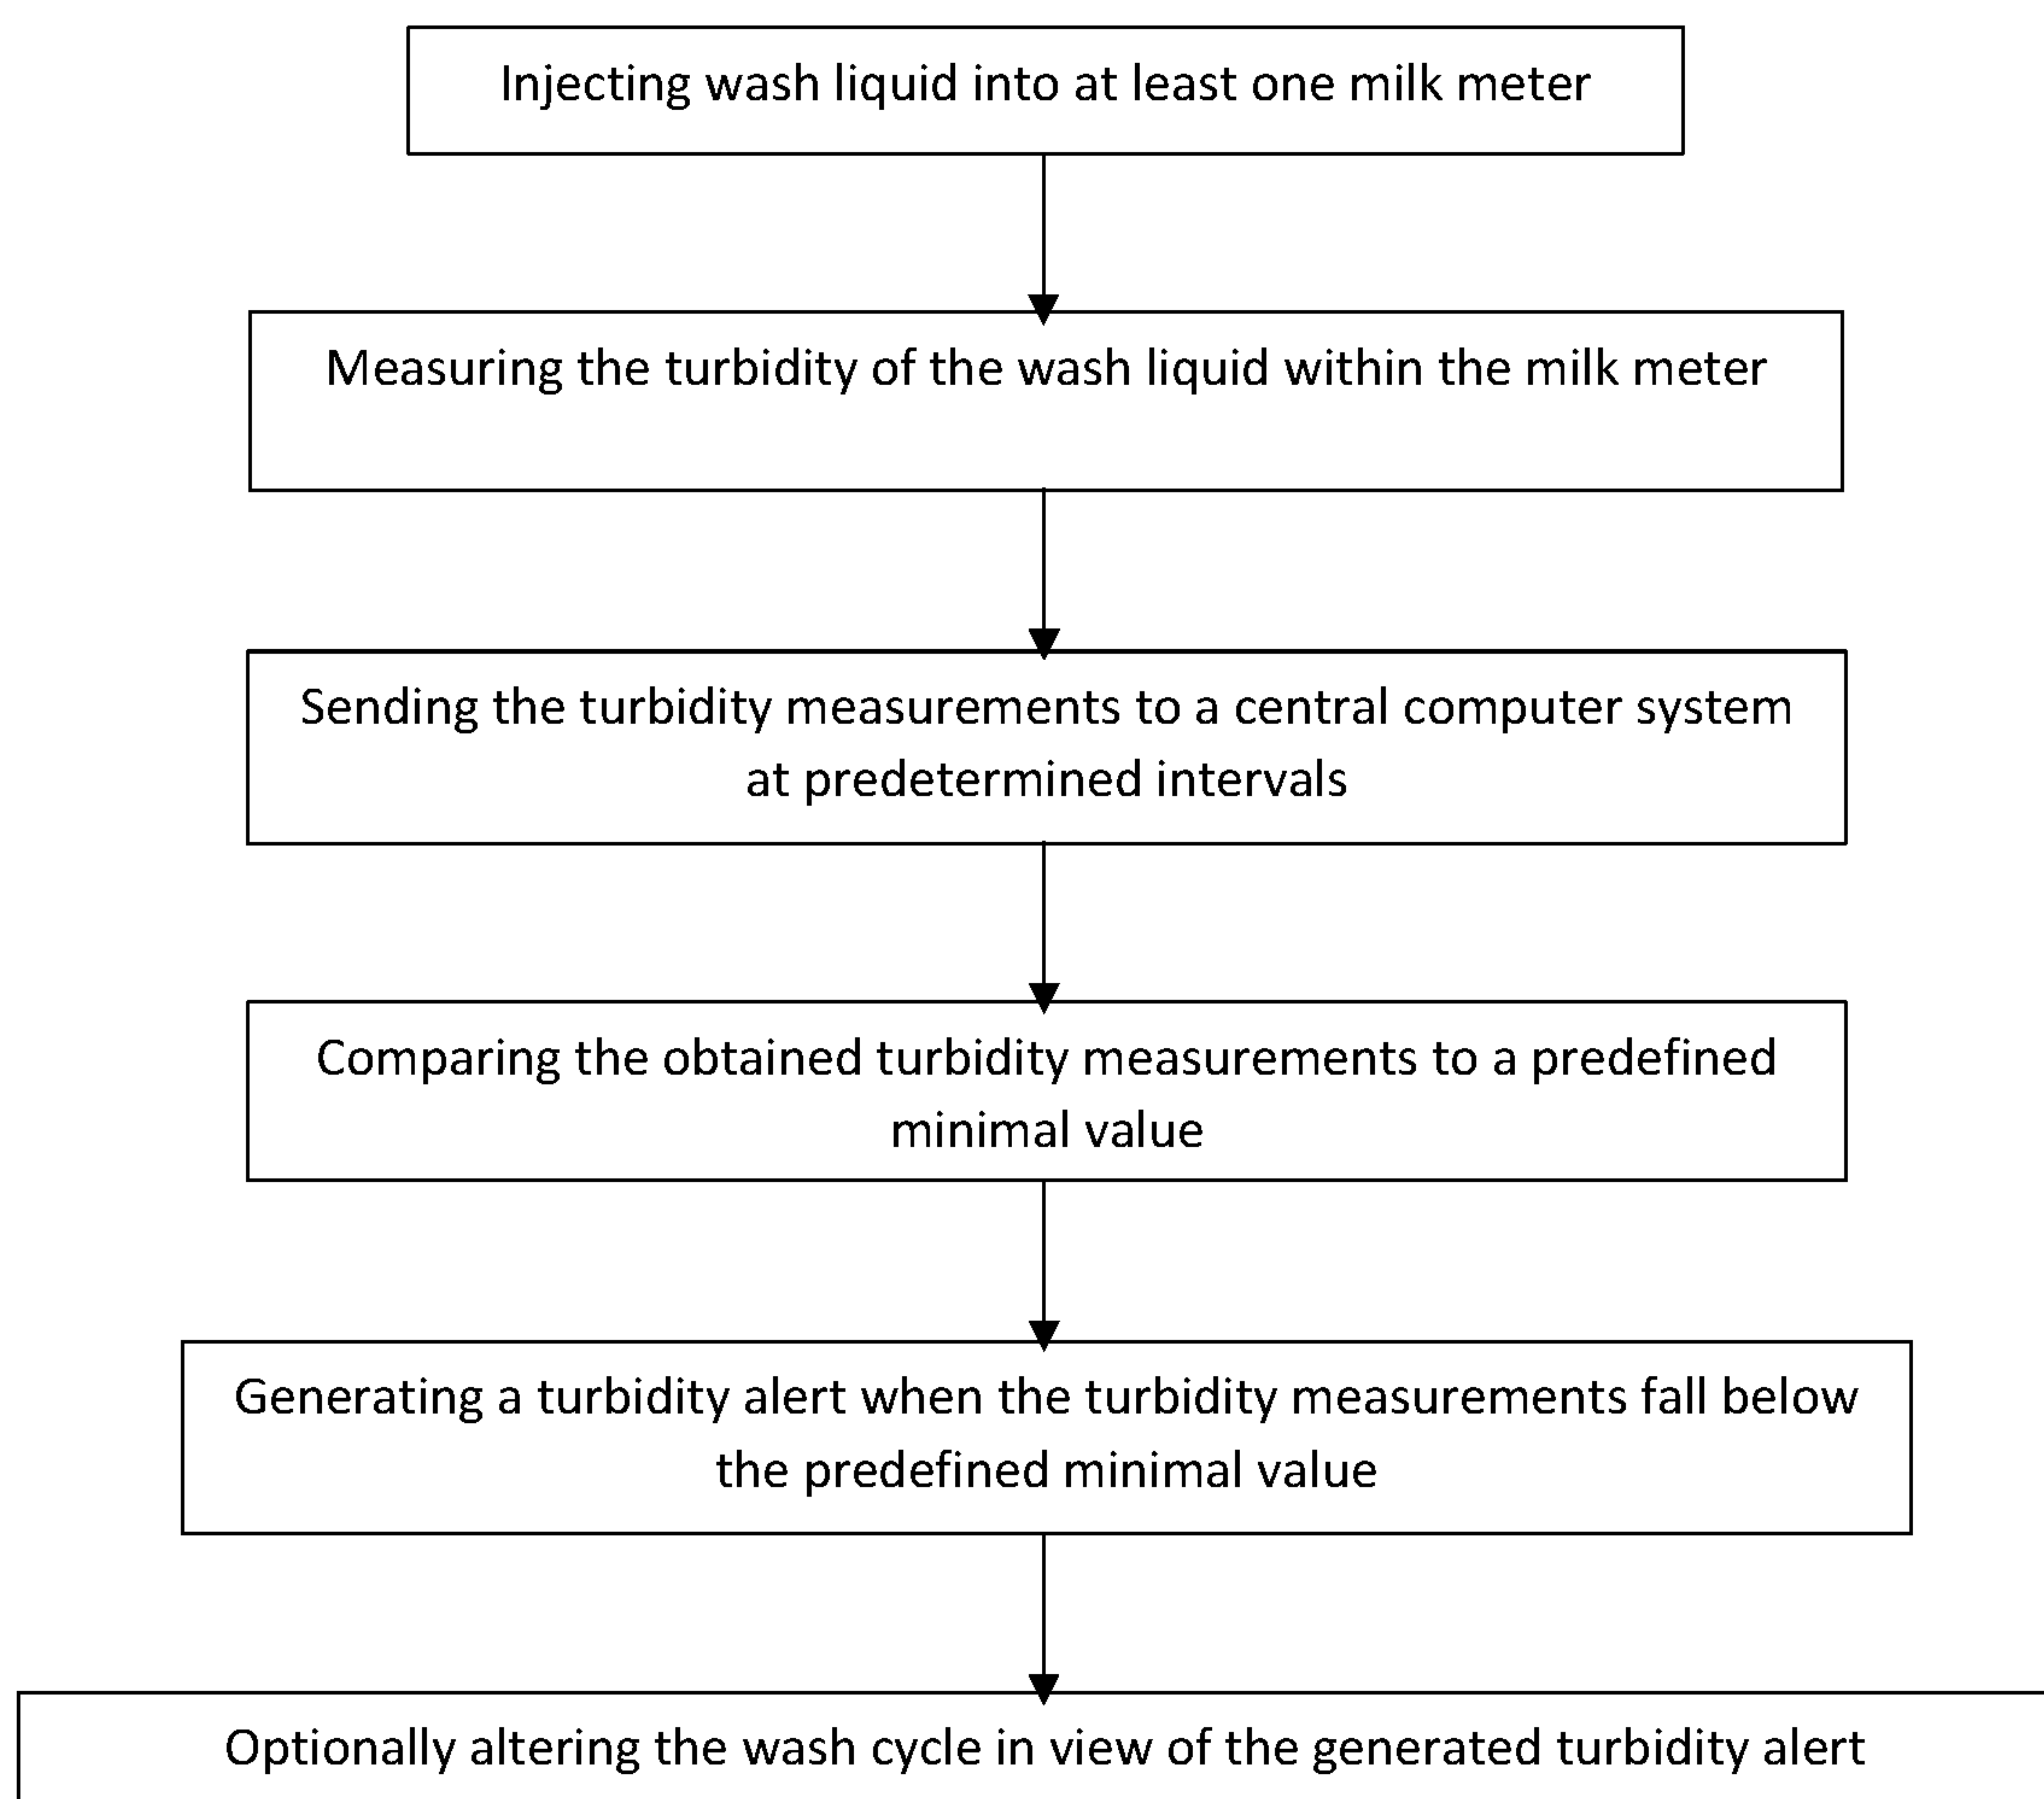 Injecting wash liquid into at least one milk meter
Measuring the turbidity of the wash liquid within the milk meter
Sending the turbidity measurements to a central computer system
at predetermined intervals
Comparing the obtained turbidity measurements to a predefined
minimal value
Generating a turbidity alert when the turbidity measurements fall below
the predefined minimal value
Optionally altering the wash cycle in view of the generated turbidity alert